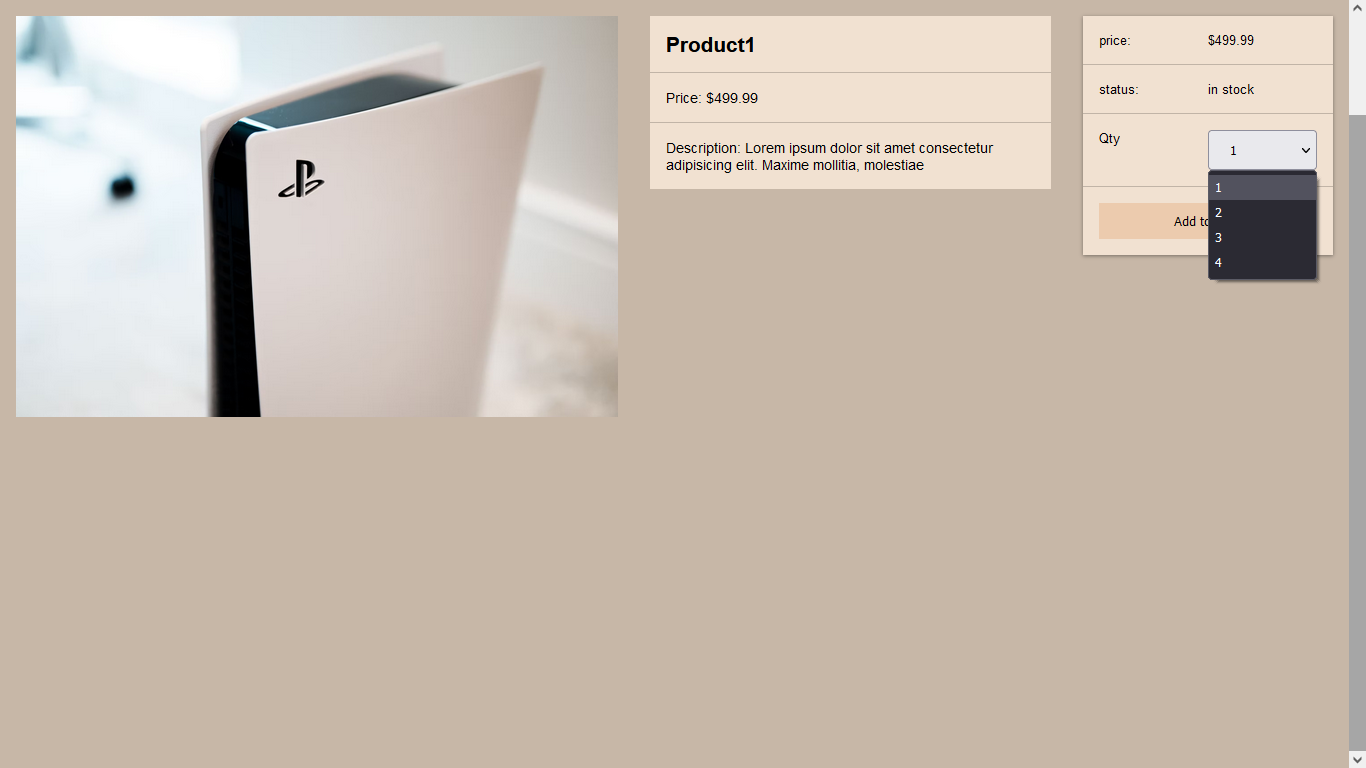 Product1
Price: $499.99
Description: Lorem ipsum dolor sit amet consectetur
adipisicing elit. Maxime mollitia, molestiae
price: $499.99
status: in stock
Qty 1
1
2
3
4
Add